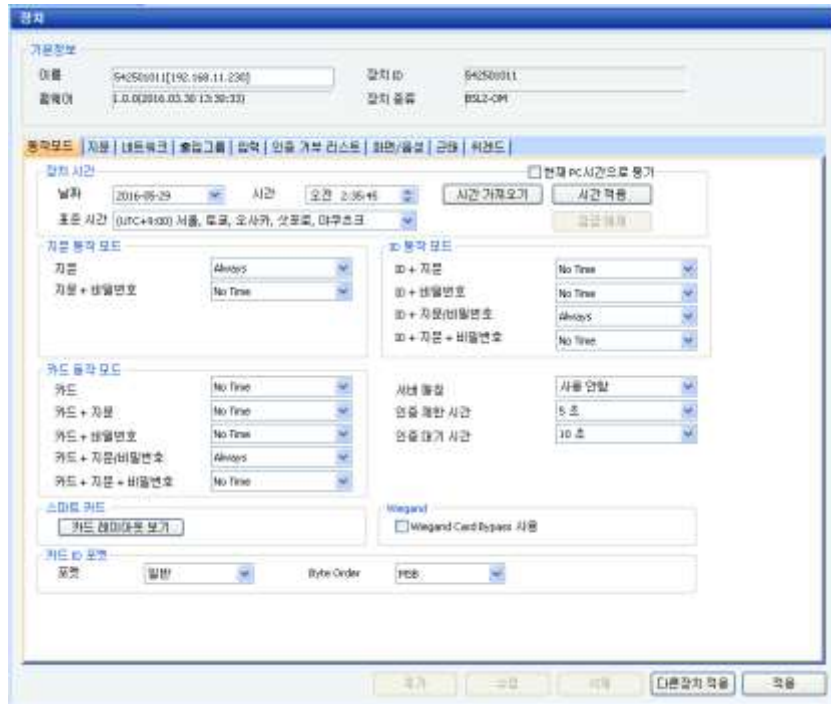 장치
기본정보
이름 542501011[192.168.11.230] 장치 ID 542501011
펌웨어 1.0.0(2016.03.30 13:30:33) 장치 종류 BSL2-OM
동작모드 지문 네트워크 출입그룹 입력 인증 거부 리스트 화면/음성 근태 위건드
장치 시간
현재 PC시간으로 동기
날짜 2016-05-29 시간 오전 2:35:45 시간 가져오기 시간 적용
표준 시간 (UTC+9:00) 서울, 도쿄, 오사카, 삿포로, 야쿠츠크
지문 동작 모드
지문 Always
지문 + 비밀번호 No Time
ID 동작 모드
ID + 지문 No Time
ID + 비밀번호 No Time
ID + 지문/비밀번호 Always
ID + 지문 + 비밀번호 No Time
카드 동작 모드
카드 No Time
카드 + 지문 No Time
카드 + 비밀번호 No Time
카드 + 지문/비밀번호 Always
카드 + 지문 + 비밀번호 No Time
서버 매칭 사용 안함
인증 제한 시간 5 초
인증 대기 시간 10 초
스마트 카드
카드 레이아웃 보기
Wiegand
Wiegand Card Bypass 사용
카드 ID 포맷
포맷 일반 Byte Order MSB
추가 수정 삭제 다른장치 적용 적용